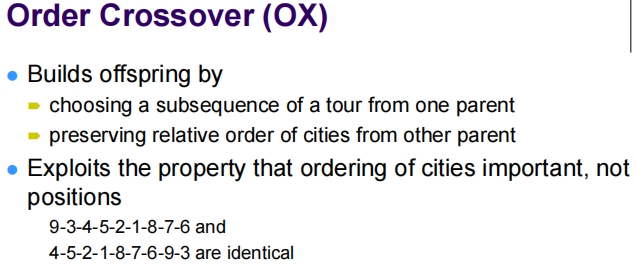 Order Crossover (OX)
Builds offspring by
choosing a subsequence of a tour from one parent
preserving relative order of cities from other parent
Exploits the property that ordering of cities important, not
positions
9-3-4-5-2-1-8-7-6 and
4-5-2-1-8-7-6-9-3 are identical